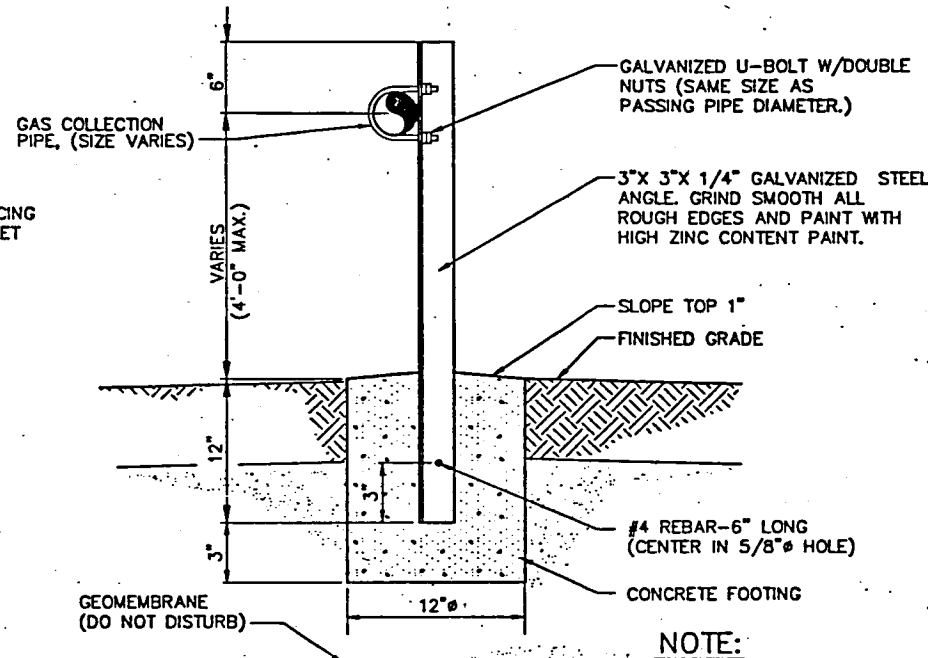 6"
GALVANIZED U-BOLT W/DOUBLE
NUTS (SAME SIZE AS
PASSING PIPE DIAMETER.)
GAS COLLECTION
PIPE, (SIZE VARIES)
3"X 3"X 1/4" GALVANIZED STEEL
ANGLE. GRIND SMOOTH ALL
ROUGH EDGES AND PAINT WITH
HIGH ZINC CONTENT PAINT.
CING
ET
VARIES
(4'-0" MAX.)
SLOPE TOP 1"
FINISHED GRADE
12"
3"
#4 REBAR-6" LONG
(CENTER IN 5/8"ø HOLE)
3"
CONCRETE FOOTING
12"ø
GEOMEMBRANE
(DO NOT DISTURB)
NOTE: